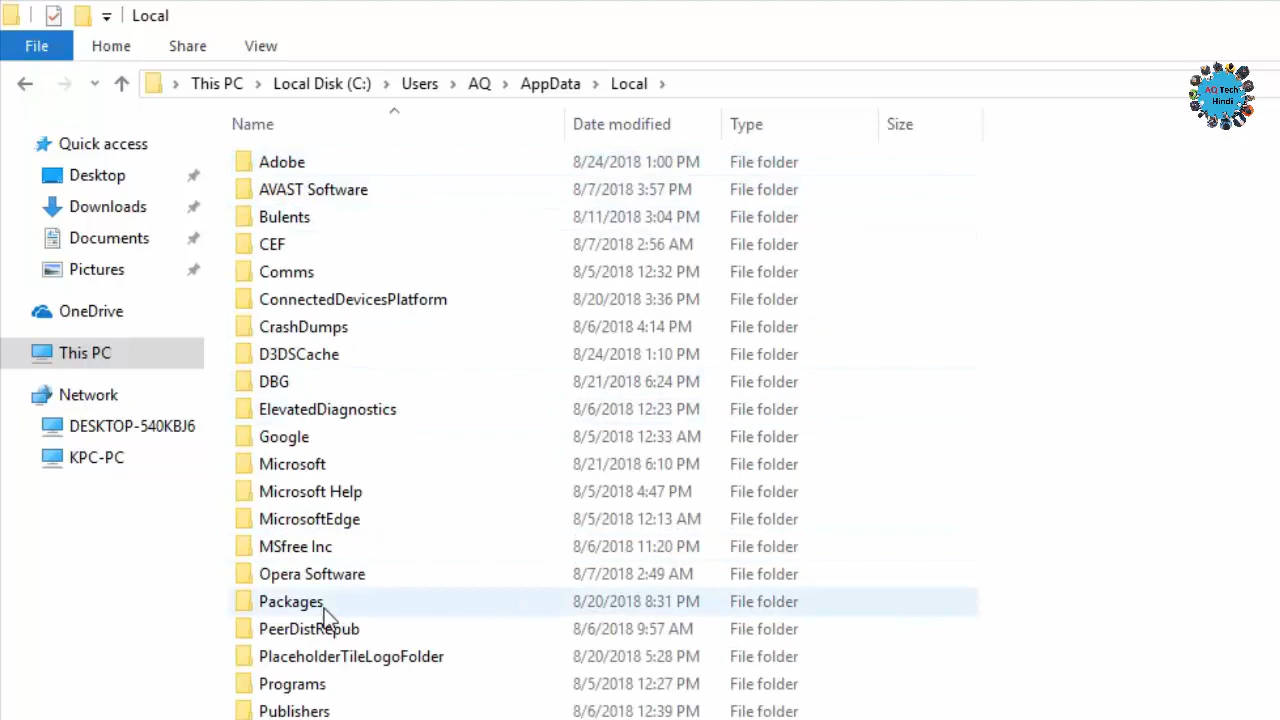 Local
File Home Share View
This PC Local Disk (C:) Users AQ AppData Local
AQ Tech
Hindi
Name Date modified Type Size
Quick access
Desktop
Downloads
Documents
Pictures
OneDrive
This PC
Network
DESKTOP-540KBJ6
KPC-PC
Adobe 8/24/2018 1:00 PM File folder
AVAST Software 8/7/2018 3:57 PM File folder
Bulents 8/11/2018 3:04 PM File folder
CEF 8/7/2018 2:56 AM File folder
Comms 8/5/2018 12:32 PM File folder
ConnectedDevicesPlatform 8/20/2018 3:36 PM File folder
CrashDumps 8/6/2018 4:14 PM File folder
D3DSCache 8/24/2018 1:10 PM File folder
DBG 8/21/2018 6:24 PM File folder
ElevatedDiagnostics 8/6/2018 12:23 PM File folder
Google 8/5/2018 12:33 AM File folder
Microsoft 8/21/2018 6:10 PM File folder
Microsoft Help 8/5/2018 4:47 PM File folder
MicrosoftEdge 8/5/2018 12:13 AM File folder
MSfree Inc 8/6/2018 11:20 PM File folder
Opera Software 8/7/2018 2:49 AM File folder
Packages 8/20/2018 8:31 PM File folder
PeerDistRepub 8/6/2018 9:57 AM File folder
PlaceholderTileLogoFolder 8/20/2018 5:28 PM File folder
Programs 8/5/2018 12:27 PM File folder
Publishers 8/6/2018 12:39 PM File folder